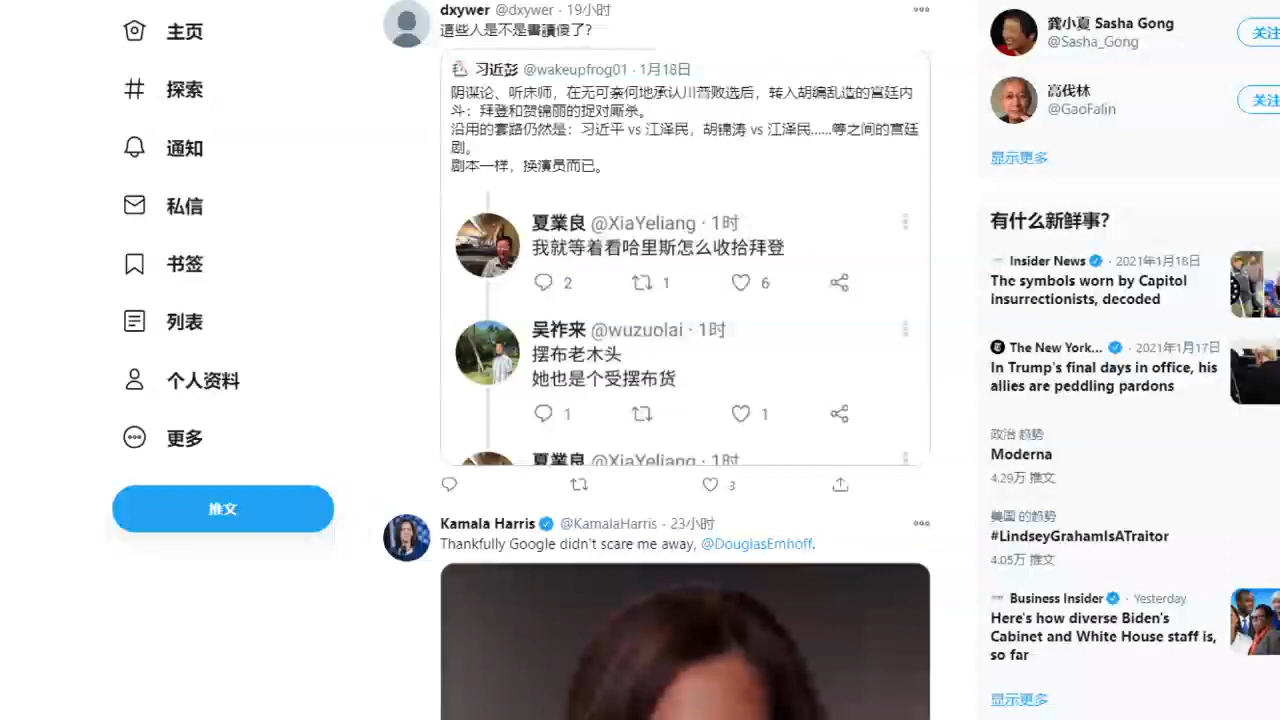 主页
探索
通知
私信
书签
列表
个人资料
更多
推文
dxywer @dxywer · 19小时
這些人是不是書讀傻了?
习近彭 @wakeupfrog01 · 1月18日
阴谋论、听床师，在无可奈何地承认川普败选后，转入胡编乱造的宫廷内
斗：拜登和贺锦丽的捉对厮杀。
沿用的套路仍然是：习近平 vs 江泽民，胡锦涛 vs 江泽民......等之间的宫廷
剧。
剧本一样，换演员而已。
夏業良 @XiaYeliang · 1时
我就等着看哈里斯怎么收拾拜登
2 1 6
吴祚来 @wuzuolai · 1时
摆布老木头
她也是个受摆布货
1 1
夏業良 @XiaYeliang · 1时
3
Kamala Harris @KamalaHarris · 23小时
Thankfully Google didn't scare me away, @DouglasEmhoff.
龚小夏 Sasha Gong
@Sasha_Gong
关注
高伐林
@GaoFalin
关注
显示更多
有什么新鲜事?
Insider News · 2021年1月18日
The symbols worn by Capitol
insurrectionists, decoded
The New York... · 2021年1月17日
In Trump's final days in office, his
allies are peddling pardons
政治 趋势
Moderna
4.29万 推文
美国 的趋势
#LindseyGrahamIsATraitor
4.05万 推文
Business Insider · Yesterday
Here's how diverse Biden's
Cabinet and White House staff is,
so far
显示更多